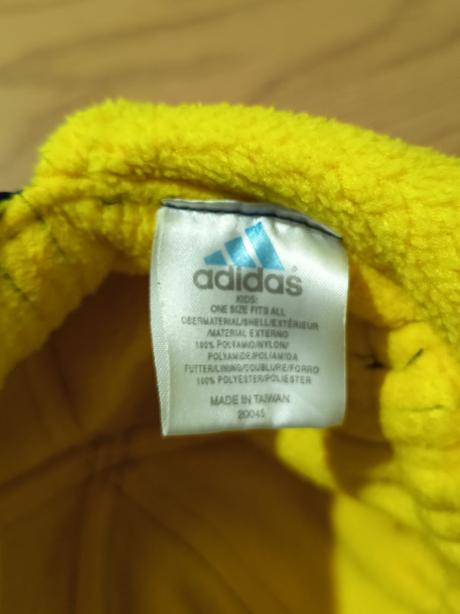 adidas
KIDS:
ONE SIZE FITS ALL
OBERMATERIAL/SHELL/EXTÉRIEUR
/MATERIAL EXTERNO
100% POLYAMID/NYLON/
POLYAMIDE/POLIAMIDA
FUTTER/LINING/DOUBLURE/FORRO
100% POLYESTER/POLIESTER
MADE IN TAIWAN
20045